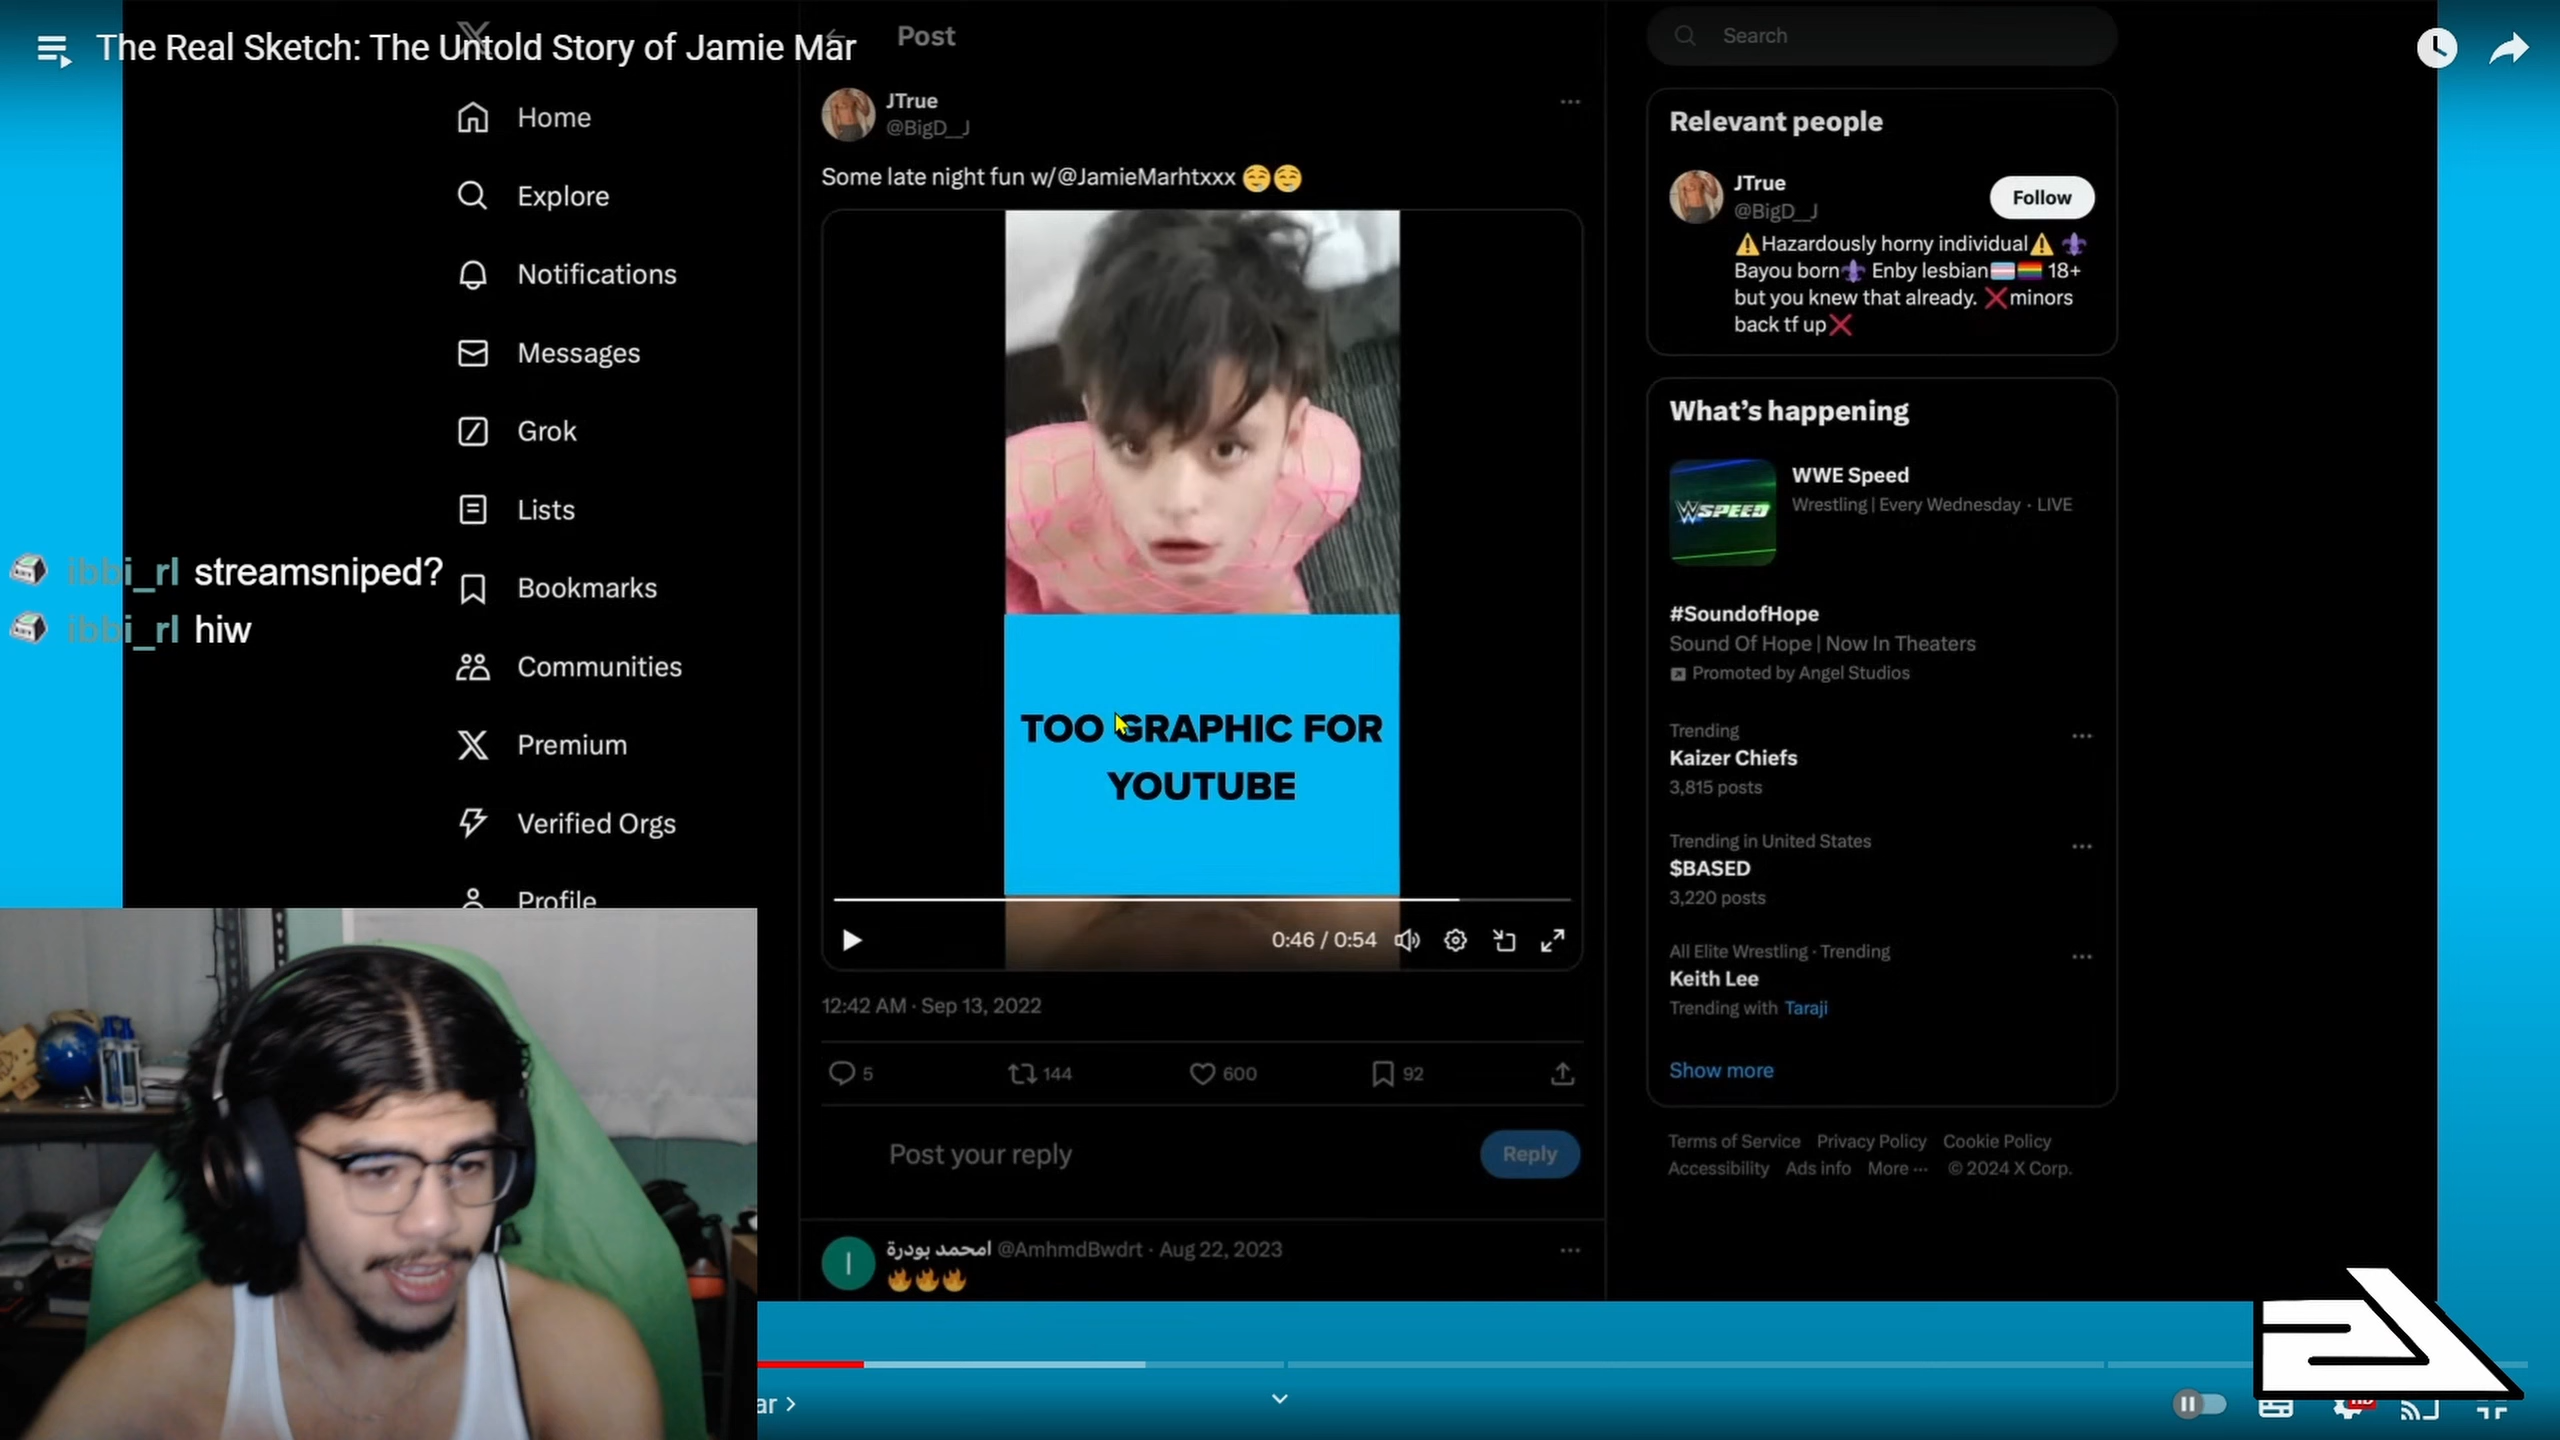 The Real Sketch: The Untold Story of Jamie Mar
Post
Search
Home
Explore
Notifications
Messages
Grok
Lists
Bookmarks
Communities
Premium
Verified Orgs
Profile
ibbi_rl streamsniped?
ibbi_rl hiw
JTrue
@BigD__J
Some late night fun w/@JamieMarhtxxx 🤤🤤
TOO GRAPHIC FOR
YOUTUBE
0:46 / 0:54
12:42 AM · Sep 13, 2022
5 144 600 92
Post your reply
Reply
امحمد بودرة @AmhmdBwdrt · Aug 22, 2023
🔥🔥🔥
Relevant people
JTrue
@BigD__J
Follow
⚠️Hazardously horny individual⚠️ ⚜️
Bayou born⚜️ Enby lesbian🏳️‍⚧️🏳️‍🌈 18+
but you knew that already. ❌minors
back tf up❌
What's happening
WSPEED
WWE Speed
Wrestling | Every Wednesday · LIVE
#SoundofHope
Sound Of Hope | Now In Theaters
Promoted by Angel Studios
Trending
Kaizer Chiefs
3,815 posts
Trending in United States
$BASED
3,220 posts
All Elite Wrestling · Trending
Keith Lee
Trending with Taraji
Show more
Terms of Service Privacy Policy Cookie Policy
Accessibility Ads info More ··· © 2024 X Corp.
ar >
HD